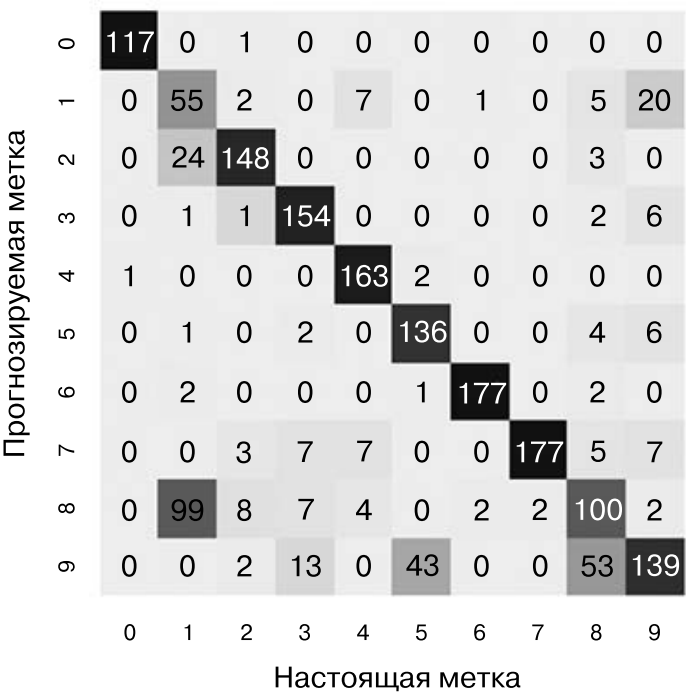 Прогнозируемая метка
0 117 0 1 0 0 0 0 0 0 0
1 0 55 2 0 7 0 1 0 5 20
2 0 24 148 0 0 0 0 0 3 0
3 0 1 1 154 0 0 0 0 2 6
4 1 0 0 0 163 2 0 0 0 0
5 0 1 0 2 0 136 0 0 4 6
6 0 2 0 0 0 1 177 0 2 0
7 0 0 3 7 7 0 0 177 5 7
8 0 99 8 7 4 0 2 2 100 2
9 0 0 2 13 0 43 0 0 53 139
0 1 2 3 4 5 6 7 8 9
Настоящая метка